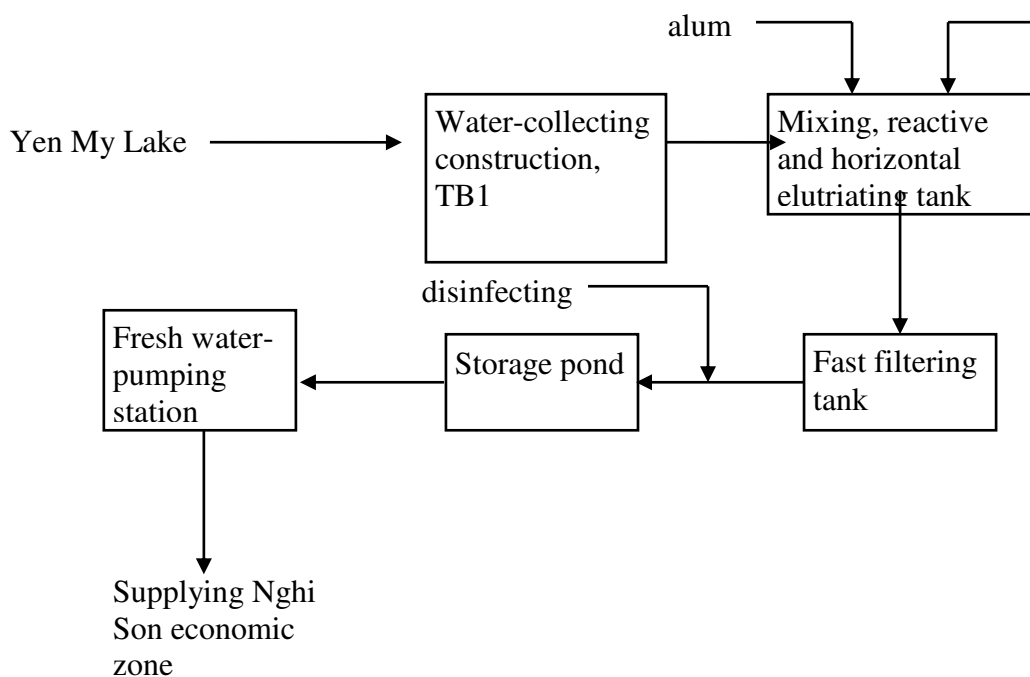 alum
Yen My Lake
Water-collecting
construction,
TB1
Mixing, reactive
and horizontal
elutriating tank
disinfecting
Fresh water-
pumping
station
Storage pond
Fast filtering
tank
Supplying Nghi
Son economic
zone